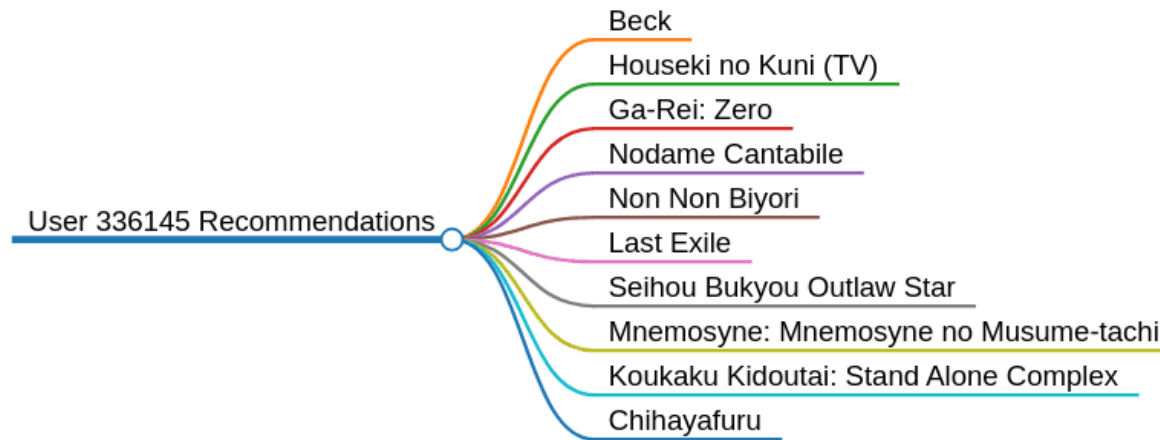 Beck
Houseki no Kuni (TV)
Ga-Rei: Zero
Nodame Cantabile
Non Non Biyori
User 336145 Recommendations
Last Exile
Seihou Bukyou Outlaw Star
Mnemosyne: Mnemosyne no Musume-tachi
Koukaku Kidoutai: Stand Alone Complex
Chihayafuru